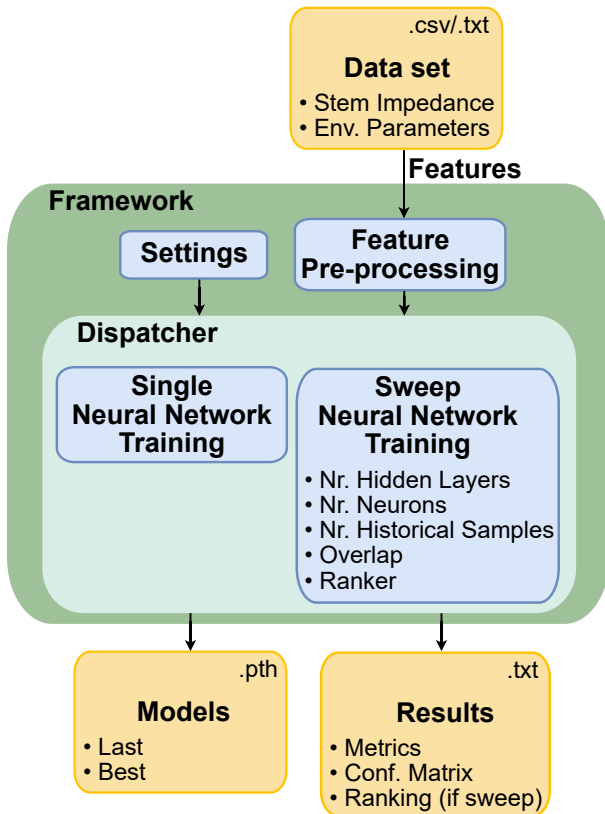 .csv/.txt
Data set
• Stem Impedance
• Env. Parameters
Features
Framework
Settings
Feature
Pre-processing
Dispatcher
Single
Neural Network
Training
Sweep
Neural Network
Training
• Nr. Hidden Layers
• Nr. Neurons
• Nr. Historical Samples
• Overlap
• Ranker
.pth
Models
• Last
• Best
.txt
Results
• Metrics
• Conf. Matrix
• Ranking (if sweep)